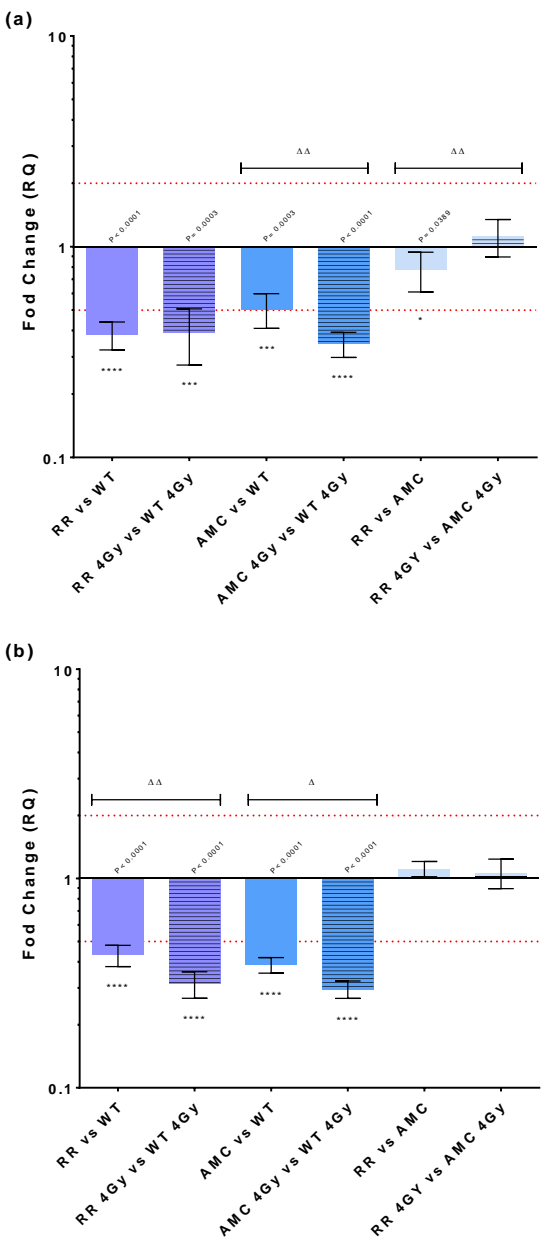 (a)
10
ΔΔ
ΔΔ
P < 0.0001
P = 0.0003
P = 0.0003
P < 0.0001
P = 0.0389
1
Fod Change (RQ)
*
***
****
***
****
0.1
RR vs WT
RR 4Gy vs WT 4Gy
AMC vs WT
AMC 4Gy vs WT 4Gy
RR vs AMC
RR 4GY vs AMC 4Gy
(b)
10
ΔΔ
Δ
P < 0.0001
P < 0.0001
P < 0.0001
P < 0.0001
1
Fod Change (RQ)
****
****
****
****
0.1
RR vs WT
RR 4Gy vs WT 4Gy
AMC vs WT
AMC 4Gy vs WT 4Gy
RR vs AMC
RR 4GY vs AMC 4Gy